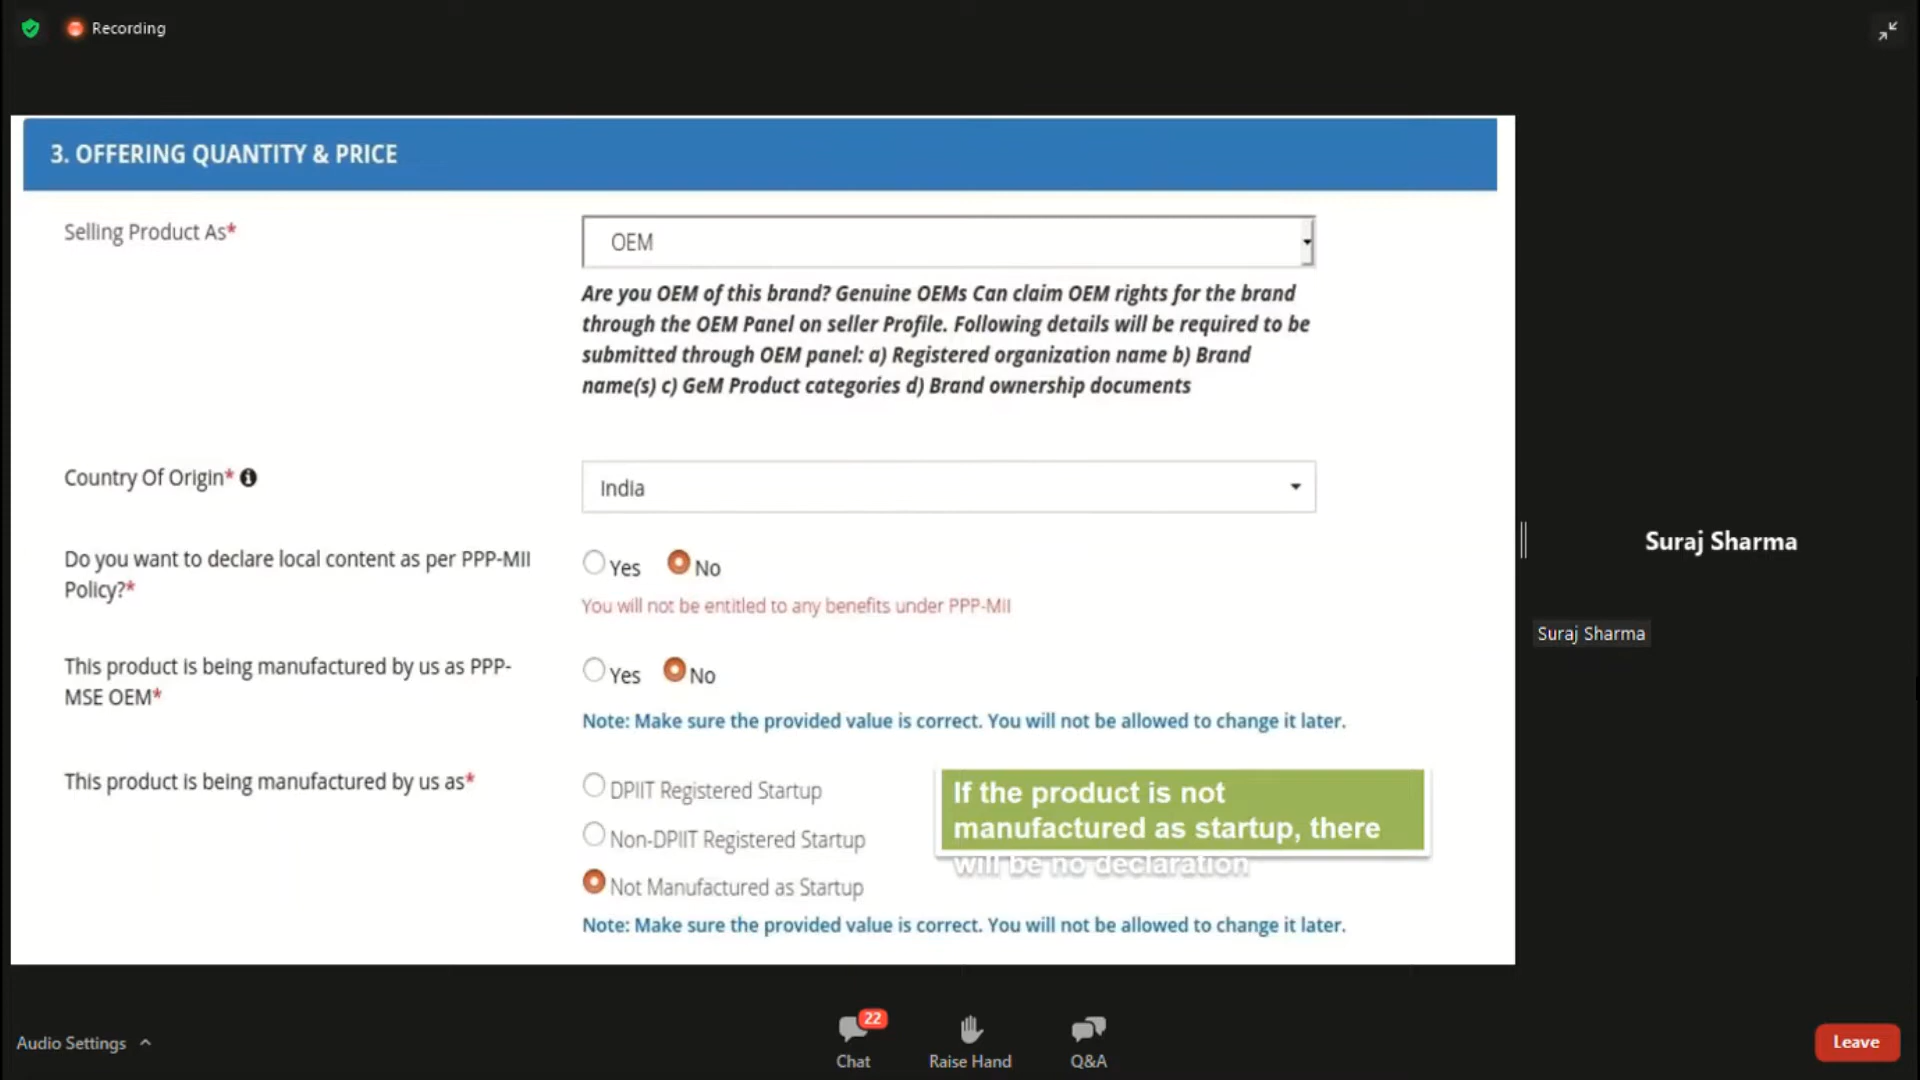 Recording
3. OFFERING QUANTITY & PRICE
Selling Product As*
OEM
Are you OEM of this brand? Genuine OEMs Can claim OEM rights for the brand
through the OEM Panel on seller Profile. Following details will be required to be
submitted through OEM panel: a) Registered organization name b) Brand
name(s) c) GeM Product categories d) Brand ownership documents
Country Of Origin*
India
Do you want to declare local content as per PPP-MII
Policy?*
Yes No
You will not be entitled to any benefits under PPP-MII
This product is being manufactured by us as PPP-
MSE OEM*
Yes No
Note: Make sure the provided value is correct. You will not be allowed to change it later.
This product is being manufactured by us as*
DPIIT Registered Startup
Non-DPIIT Registered Startup
Not Manufactured as Startup
Note: Make sure the provided value is correct. You will not be allowed to change it later.
If the product is not
manufactured as startup, there
will be no declaration
Suraj Sharma
Suraj Sharma
Audio Settings
22
Chat
Raise Hand
Q&A
Leave